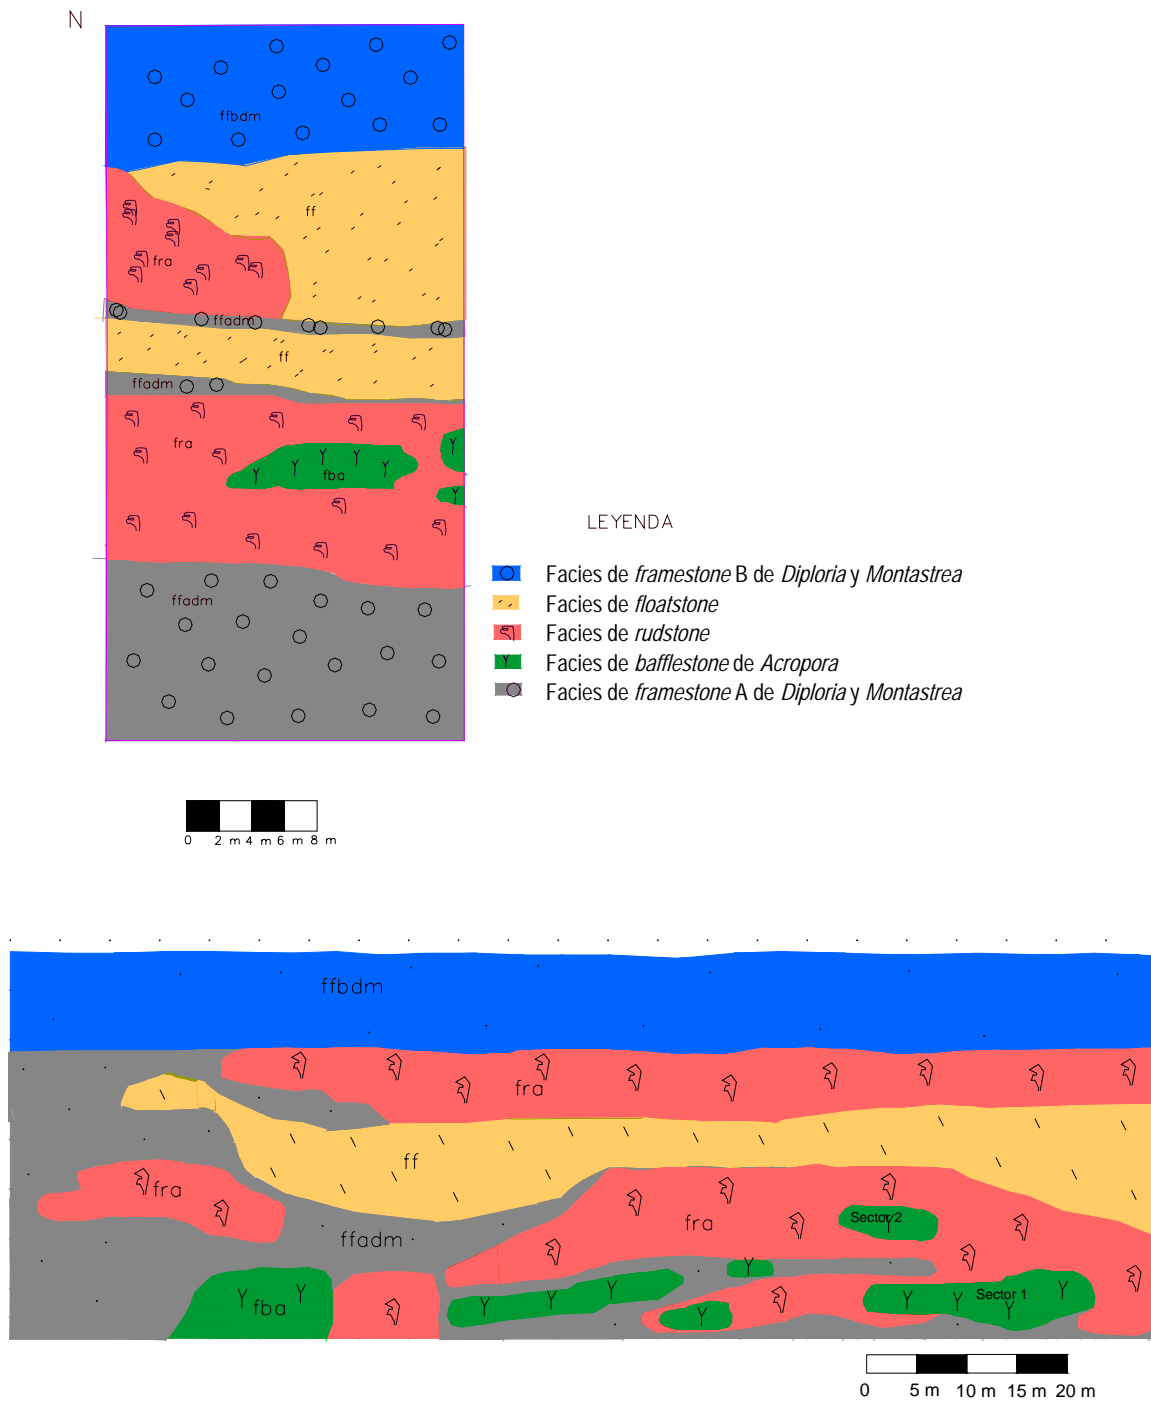 N
ffbdm
ff
fra
ffadm
ff
ffadm
fra
fba
ffadm
LEYENDA
Facies de framestone B de Diploria y Montastrea
Facies de floatstone
Facies de rudstone
Facies de bafflestone de Acropora
Facies de framestone A de Diploria y Montastrea
0 2 m 4 m 6 m 8 m
ffbdm
fra
ff
fra
fra
Sector 2
ffadm
fba
Sector 1
0 5 m 10 m 15 m 20 m